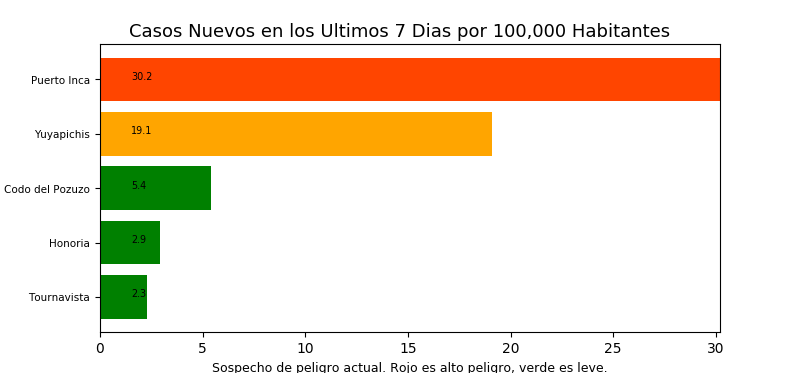 Casos Nuevos en los Ultimos 7 Dias por 100,000 Habitantes
Puerto Inca 30.2
Yuyapichis 19.1
Codo del Pozuzo 5.4
Honoria 2.9
Tournavista 2.3
0 5 10 15 20 25 30
Sospecho de peligro actual. Rojo es alto peligro, verde es leve.